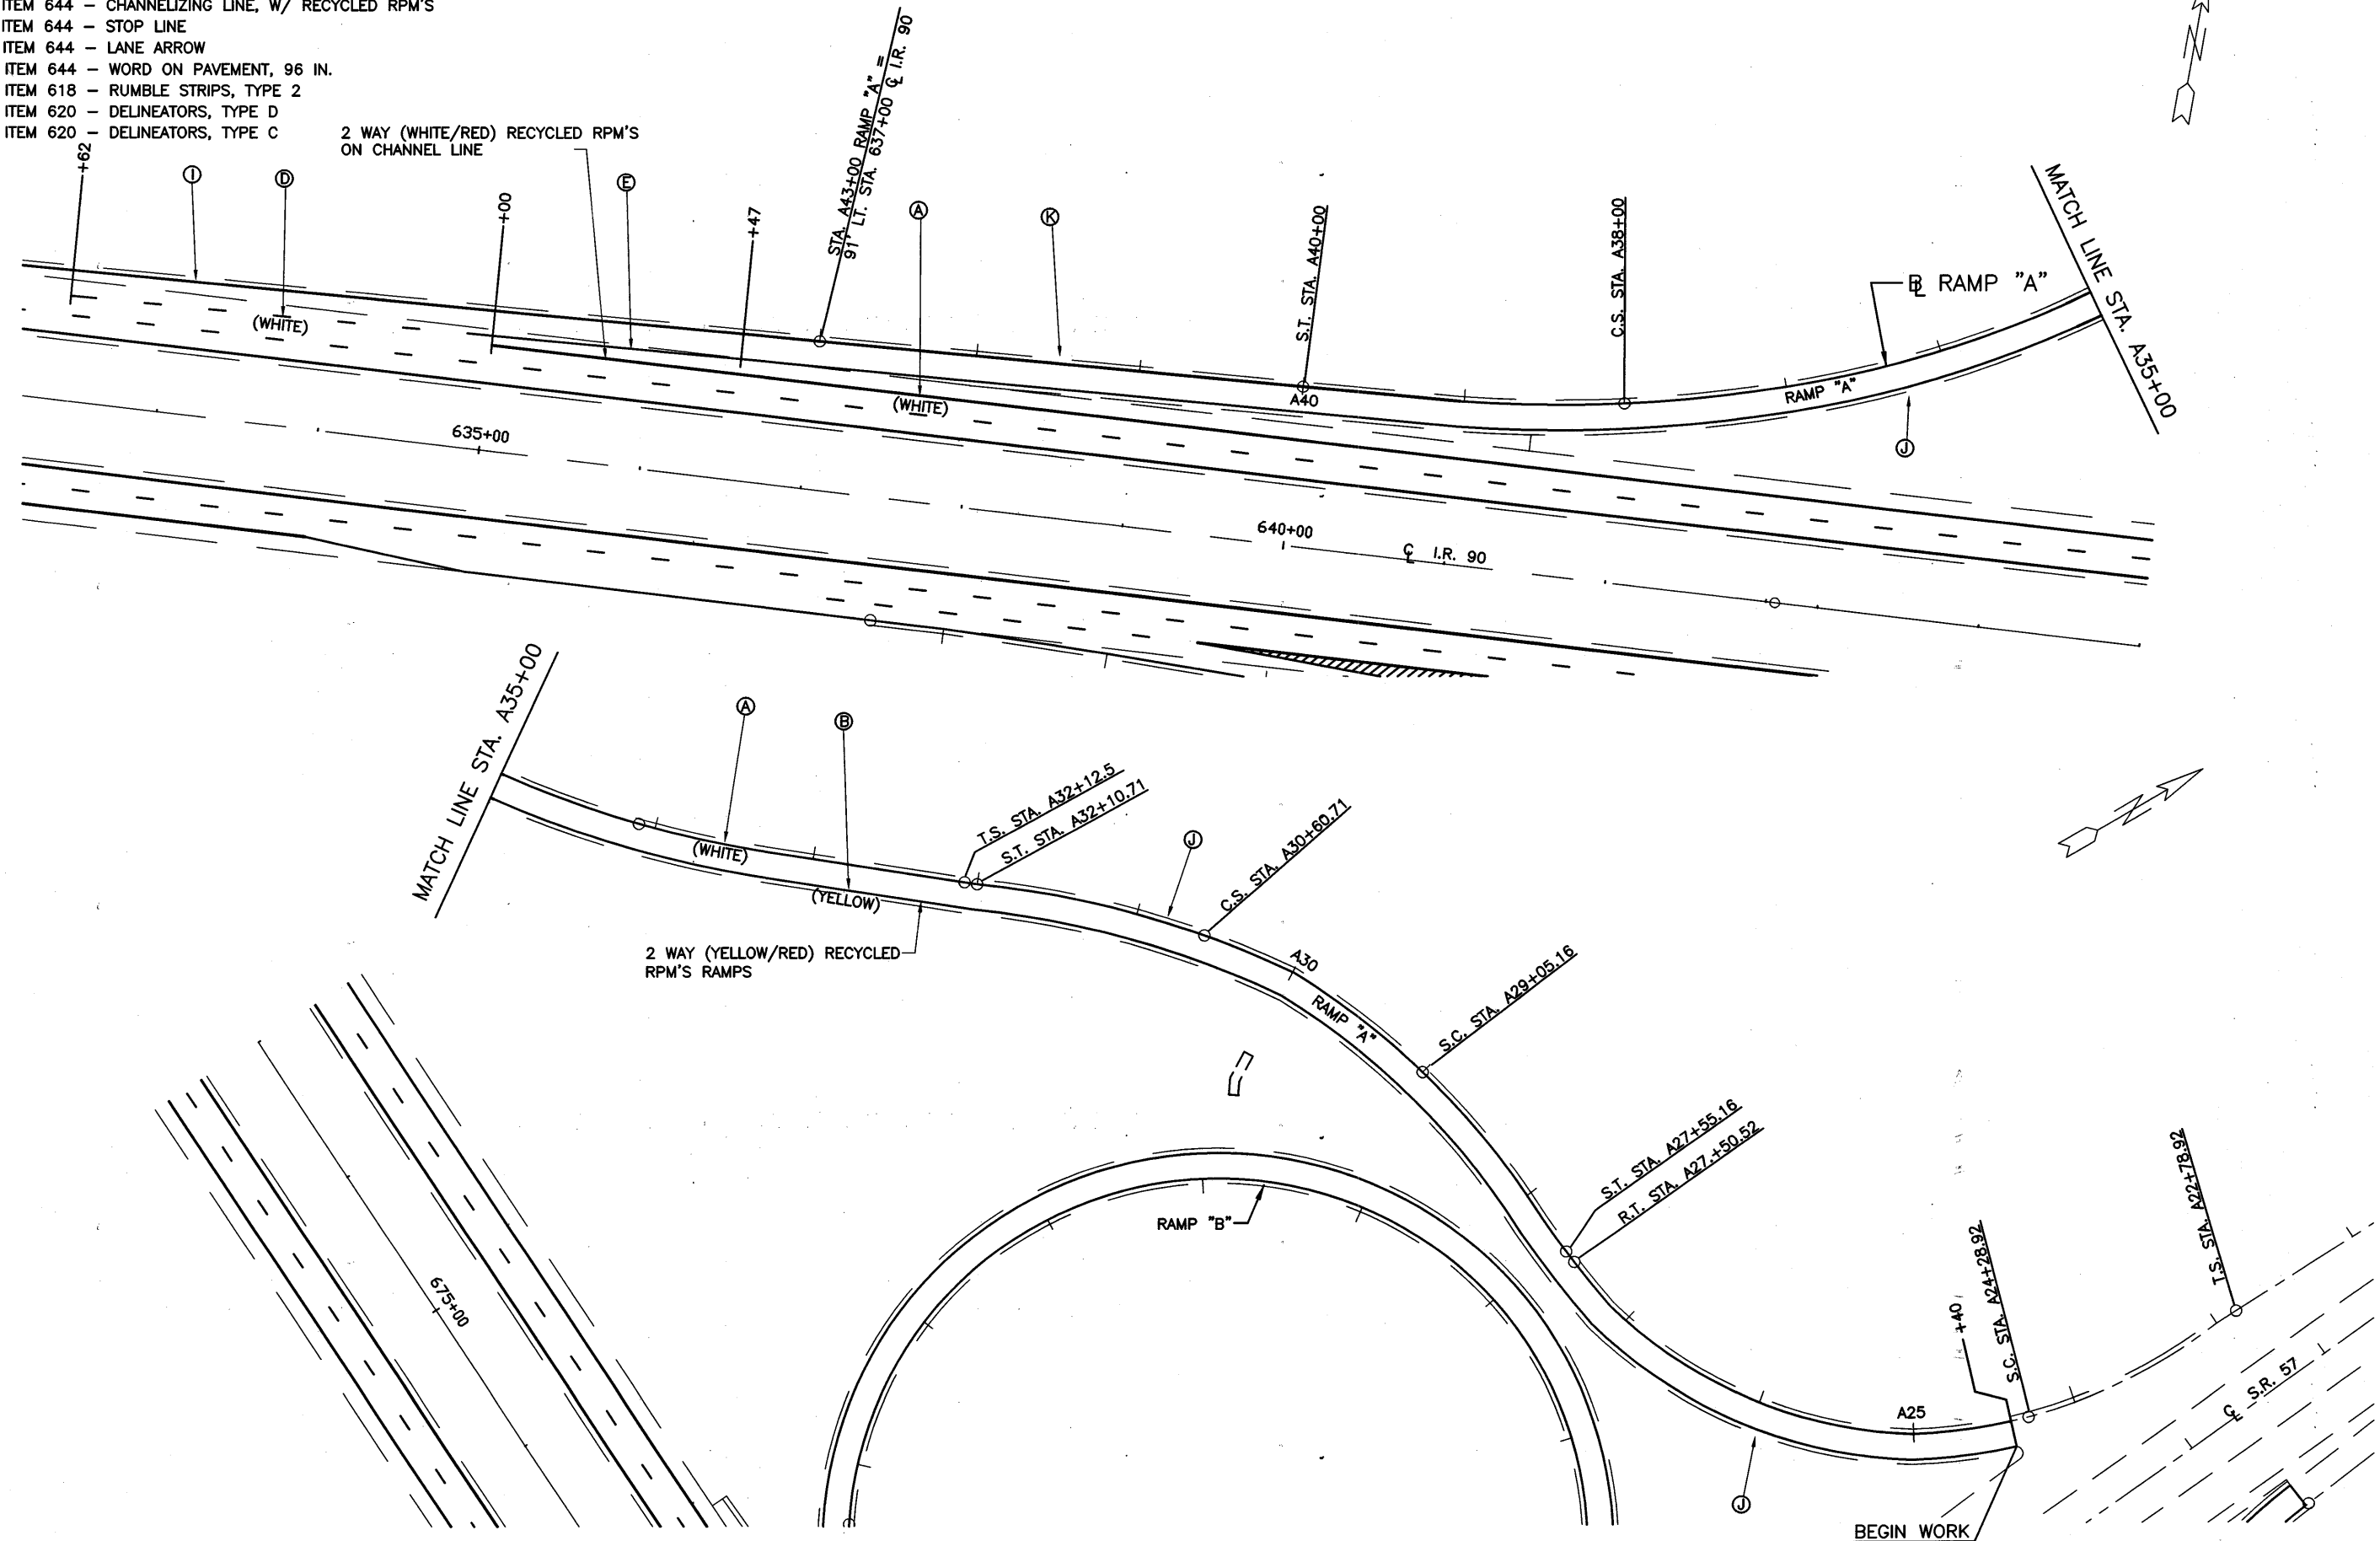 ITEM 644 – CHANNELIZING LINE, W/ RECYCLED RPM'S
ITEM 644 – STOP LINE
ITEM 644 – LANE ARROW
ITEM 644 – WORD ON PAVEMENT, 96 IN.
ITEM 618 – RUMBLE STRIPS, TYPE 2
ITEM 620 – DELINEATORS, TYPE D
ITEM 620 – DELINEATORS, TYPE C
2 WAY (WHITE/RED) RECYCLED RPM'S
ON CHANNEL LINE
+62
I
D
(WHITE)
+00
E
+47
STA. A43+00 RAMP "A" =
91' LT. STA. 637+00 ℄ I.R. 90
A
(WHITE)
K
S.T. STA. A40+00
A40
C.S. STA. A38+00
BL RAMP "A"
RAMP "A"
J
MATCH LINE STA. A35+00
N
635+00
640+00
℄ I.R. 90
MATCH LINE STA. A35+00
A
(WHITE)
B
(YELLOW)
2 WAY (YELLOW/RED) RECYCLED
RPM'S RAMPS
T.S. STA. A32+12.5
S.T. STA. A32+10.71
J
C.S. STA. A30+60.71
A30
RAMP "A"
S.C. STA. A29+05.16
S.T. STA. A27+55.16
R.T. STA. A27.+50.52
N
RAMP "B"
675+00
A25
J
+40
S.C. STA. A24+28.92
T.S. STA. A22+78.92
℄ S.R. 57
BEGIN WORK